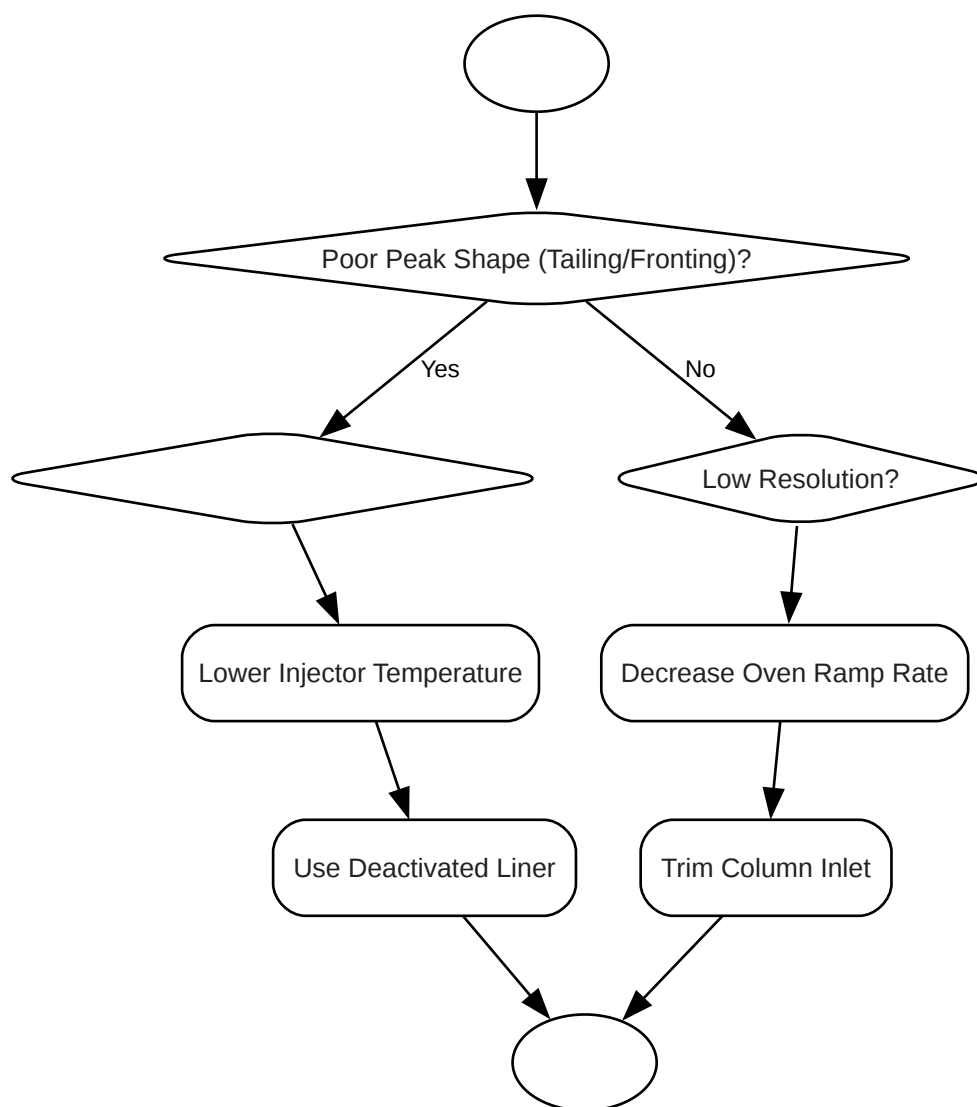 Poor Peak Shape (Tailing/Fronting)?
Yes
No
Low Resolution?
Lower Injector Temperature
Decrease Oven Ramp Rate
Use Deactivated Liner
Trim Column Inlet